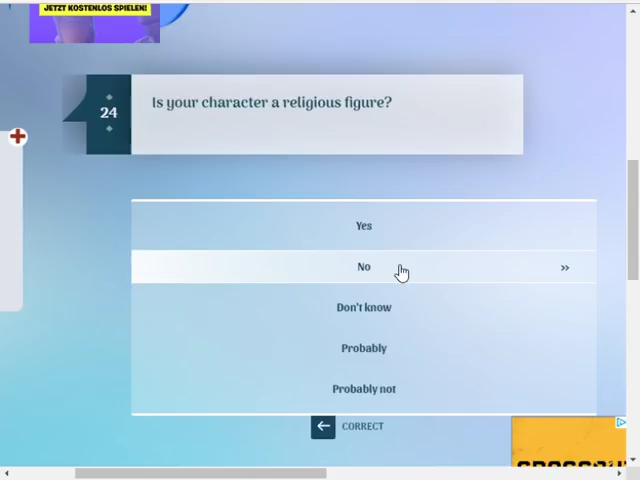 JETZT KOSTENLOS SPIELEN!
24
Is your character a religious figure?
Yes
No
Don't know
Probably
Probably not
CORRECT